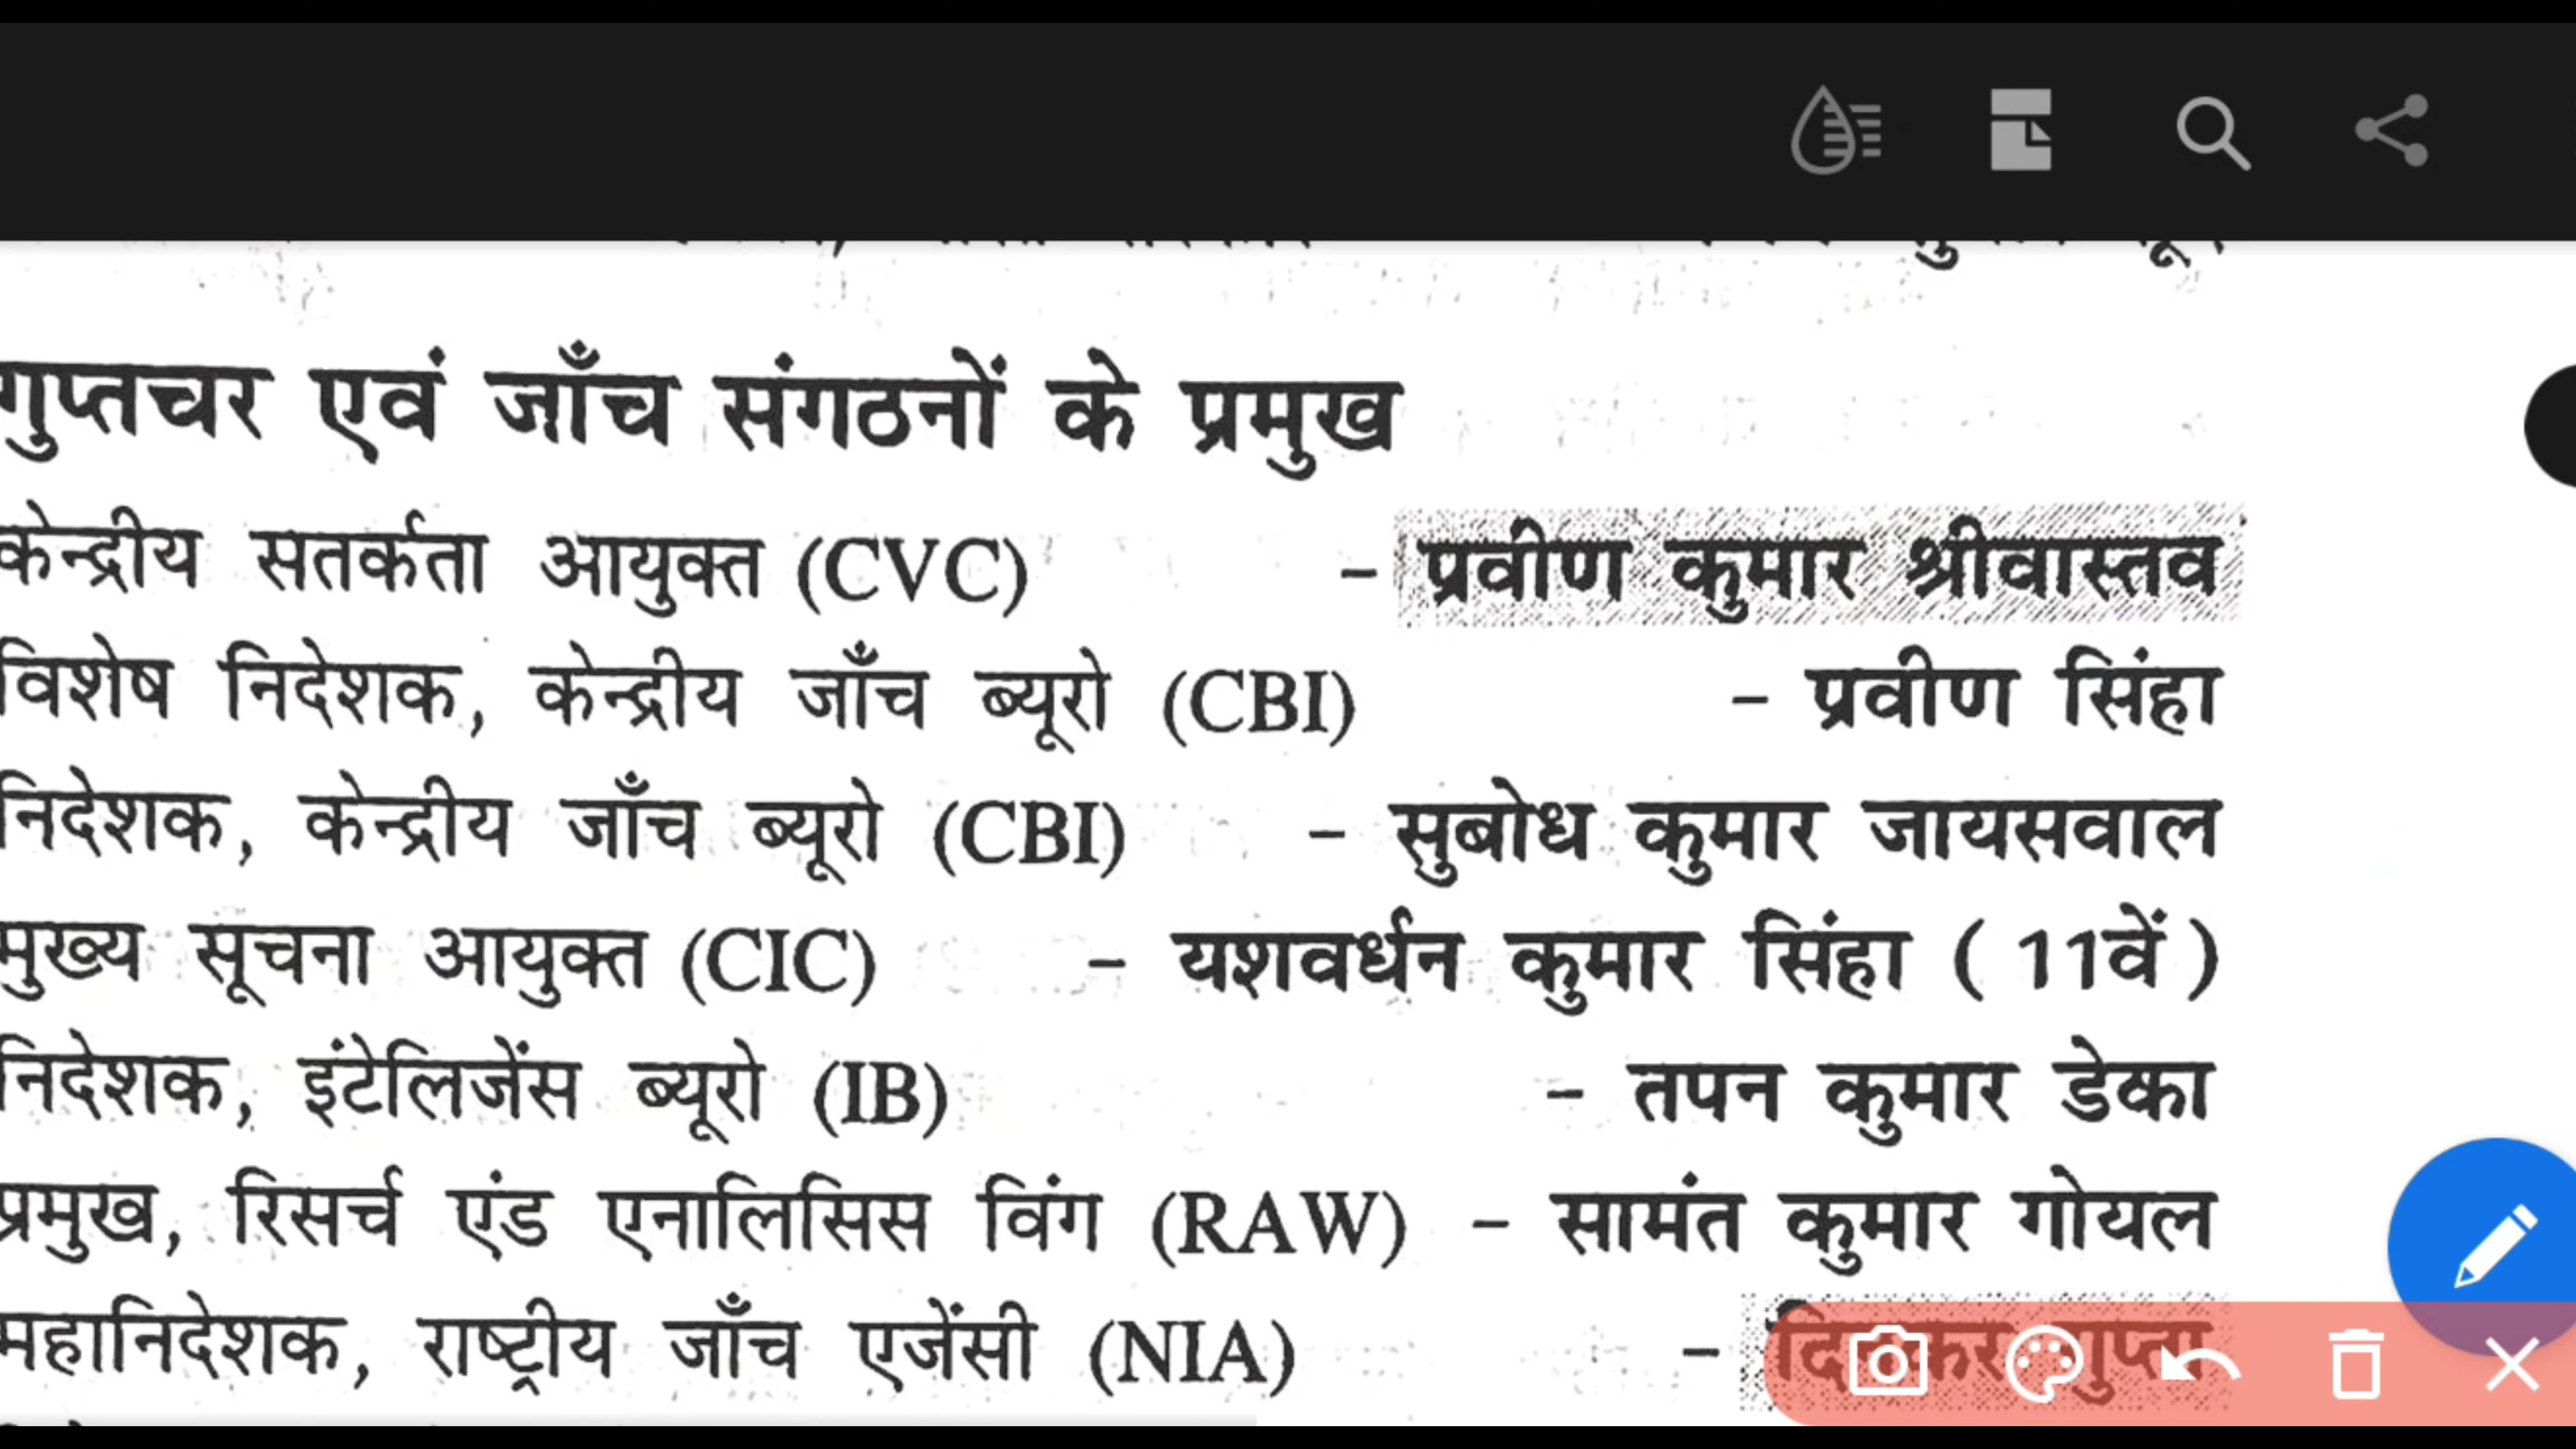 गुप्तचर एवं जाँच संगठनों के प्रमुख
केन्द्रीय सतर्कता आयुक्त (CVC) - प्रवीण कुमार श्रीवास्तव
विशेष निदेशक, केन्द्रीय जाँच ब्यूरो (CBI) - प्रवीण सिंहा
निदेशक, केन्द्रीय जाँच ब्यूरो (CBI) - सुबोध कुमार जायसवाल
मुख्य सूचना आयुक्त (CIC) - यशवर्धन कुमार सिंहा ( 11वें )
निदेशक, इंटेलिजेंस ब्यूरो (IB) - तपन कुमार डेका
प्रमुख, रिसर्च एंड एनालिसिस विंग (RAW) - सामंत कुमार गोयल
महानिदेशक, राष्ट्रीय जाँच एजेंसी (NIA) - गुप्ता